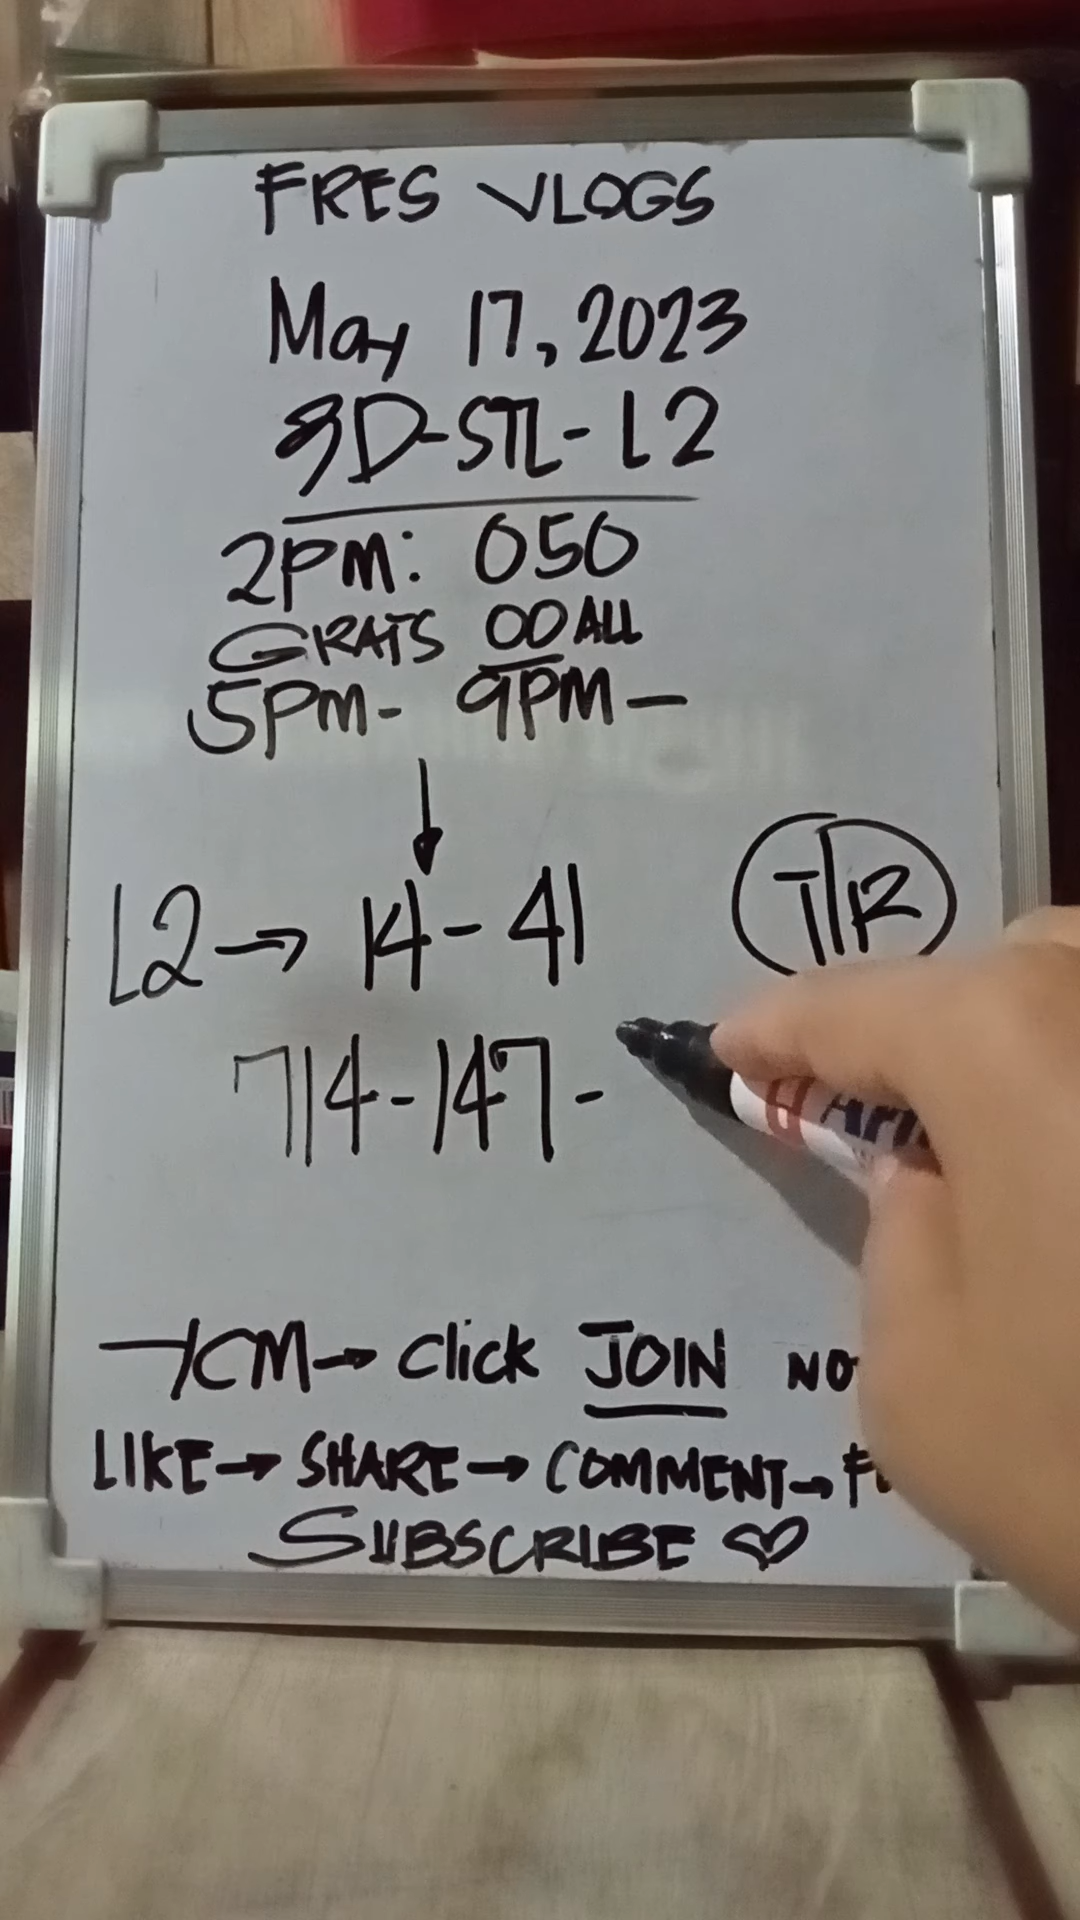 FRES VLOGS
May 17, 2023
3D-STL-L2
2PM: 050
GRATS 00 ALL
5PM- 9PM-
L2→ 14-41
T/R
714-147-
→ click JOIN
LIKE→ SHARE→ COMMENT→
SUBSCRIBE ♡